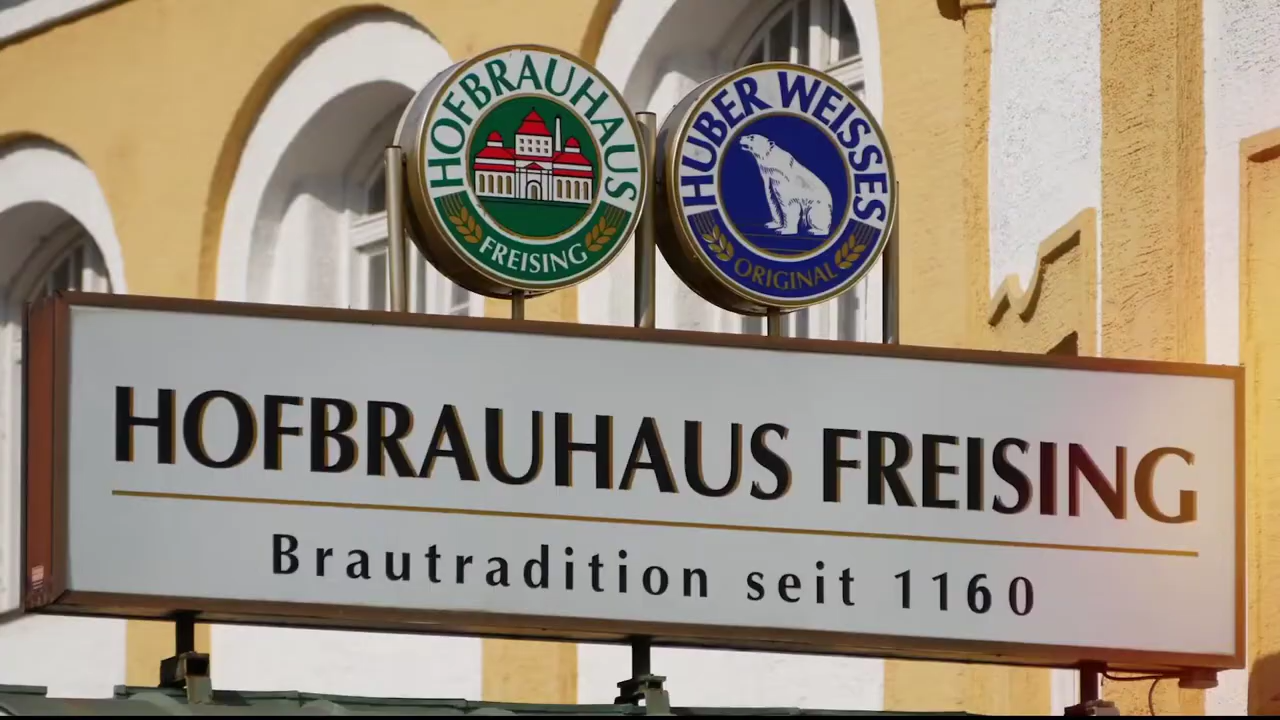 HOFBRAUHAUS
FREISING
HUBER WEISSES
ORIGINAL
HOFBRAUHAUS FREISING
Brautradition seit 1160